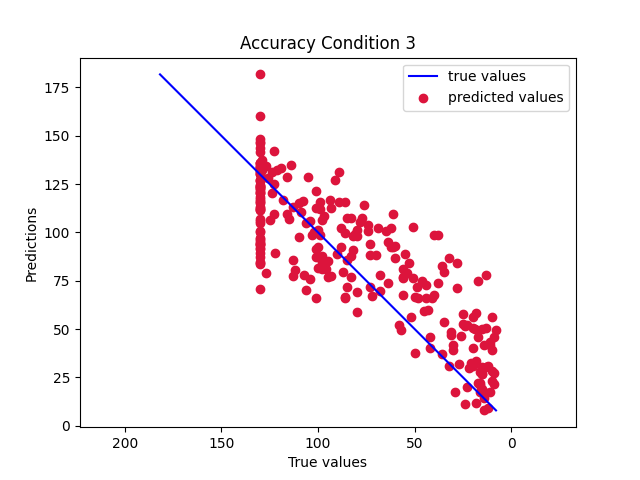 Accuracy Condition 3
true values
predicted values
175
150
125
100
75
50
25
0
Predictions
200
150
100
50
0
True values